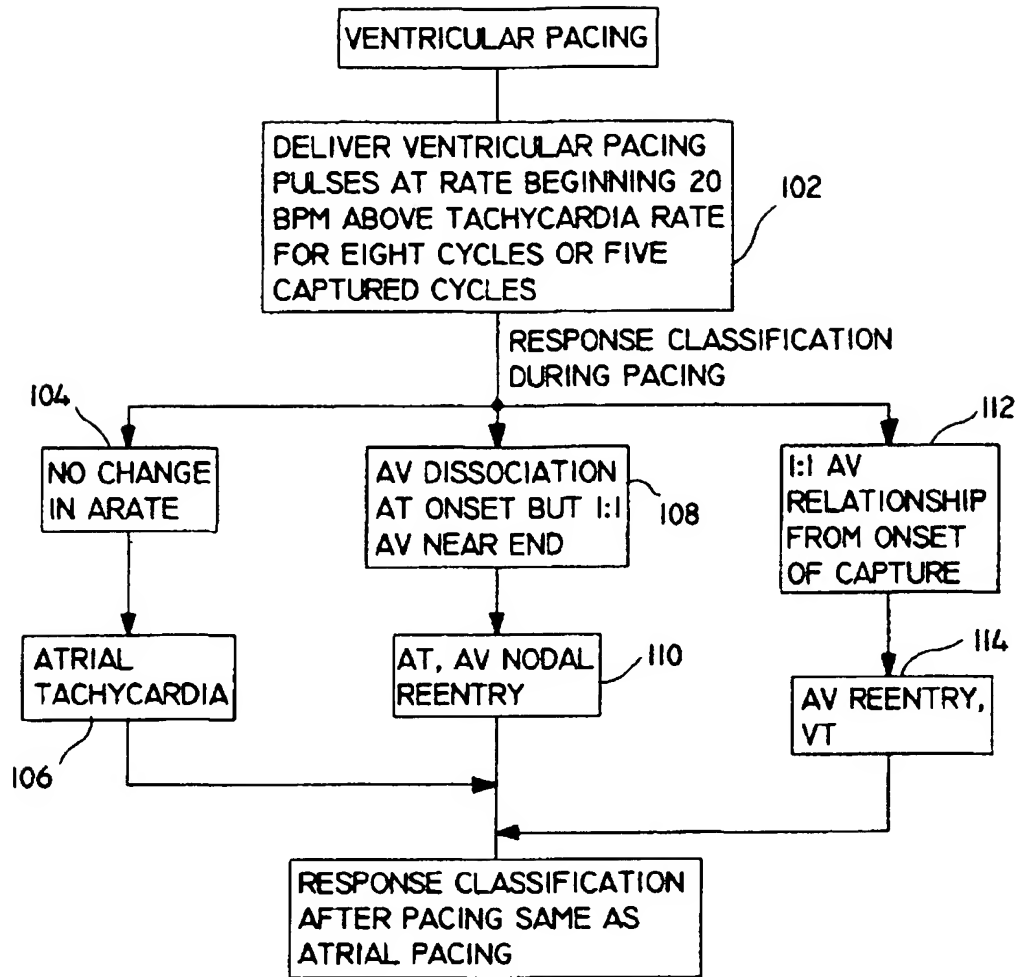 VENTRICULAR PACING
DELIVER VENTRICULAR PACING
PULSES AT RATE BEGINNING 20
BPM ABOVE TACHYCARDIA RATE
FOR EIGHT CYCLES OR FIVE
CAPTURED CYCLES
102
RESPONSE CLASSIFICATION
DURING PACING
104
NO CHANGE
IN ARATE
AV DISSOCIATION
AT ONSET BUT 1:1
AV NEAR END
108
112
1:1 AV
RELATIONSHIP
FROM ONSET
OF CAPTURE
ATRIAL
TACHYCARDIA
106
AT, AV NODAL
REENTRY
110
114
AV REENTRY,
VT
RESPONSE CLASSIFICATION
AFTER PACING SAME AS
ATRIAL PACING